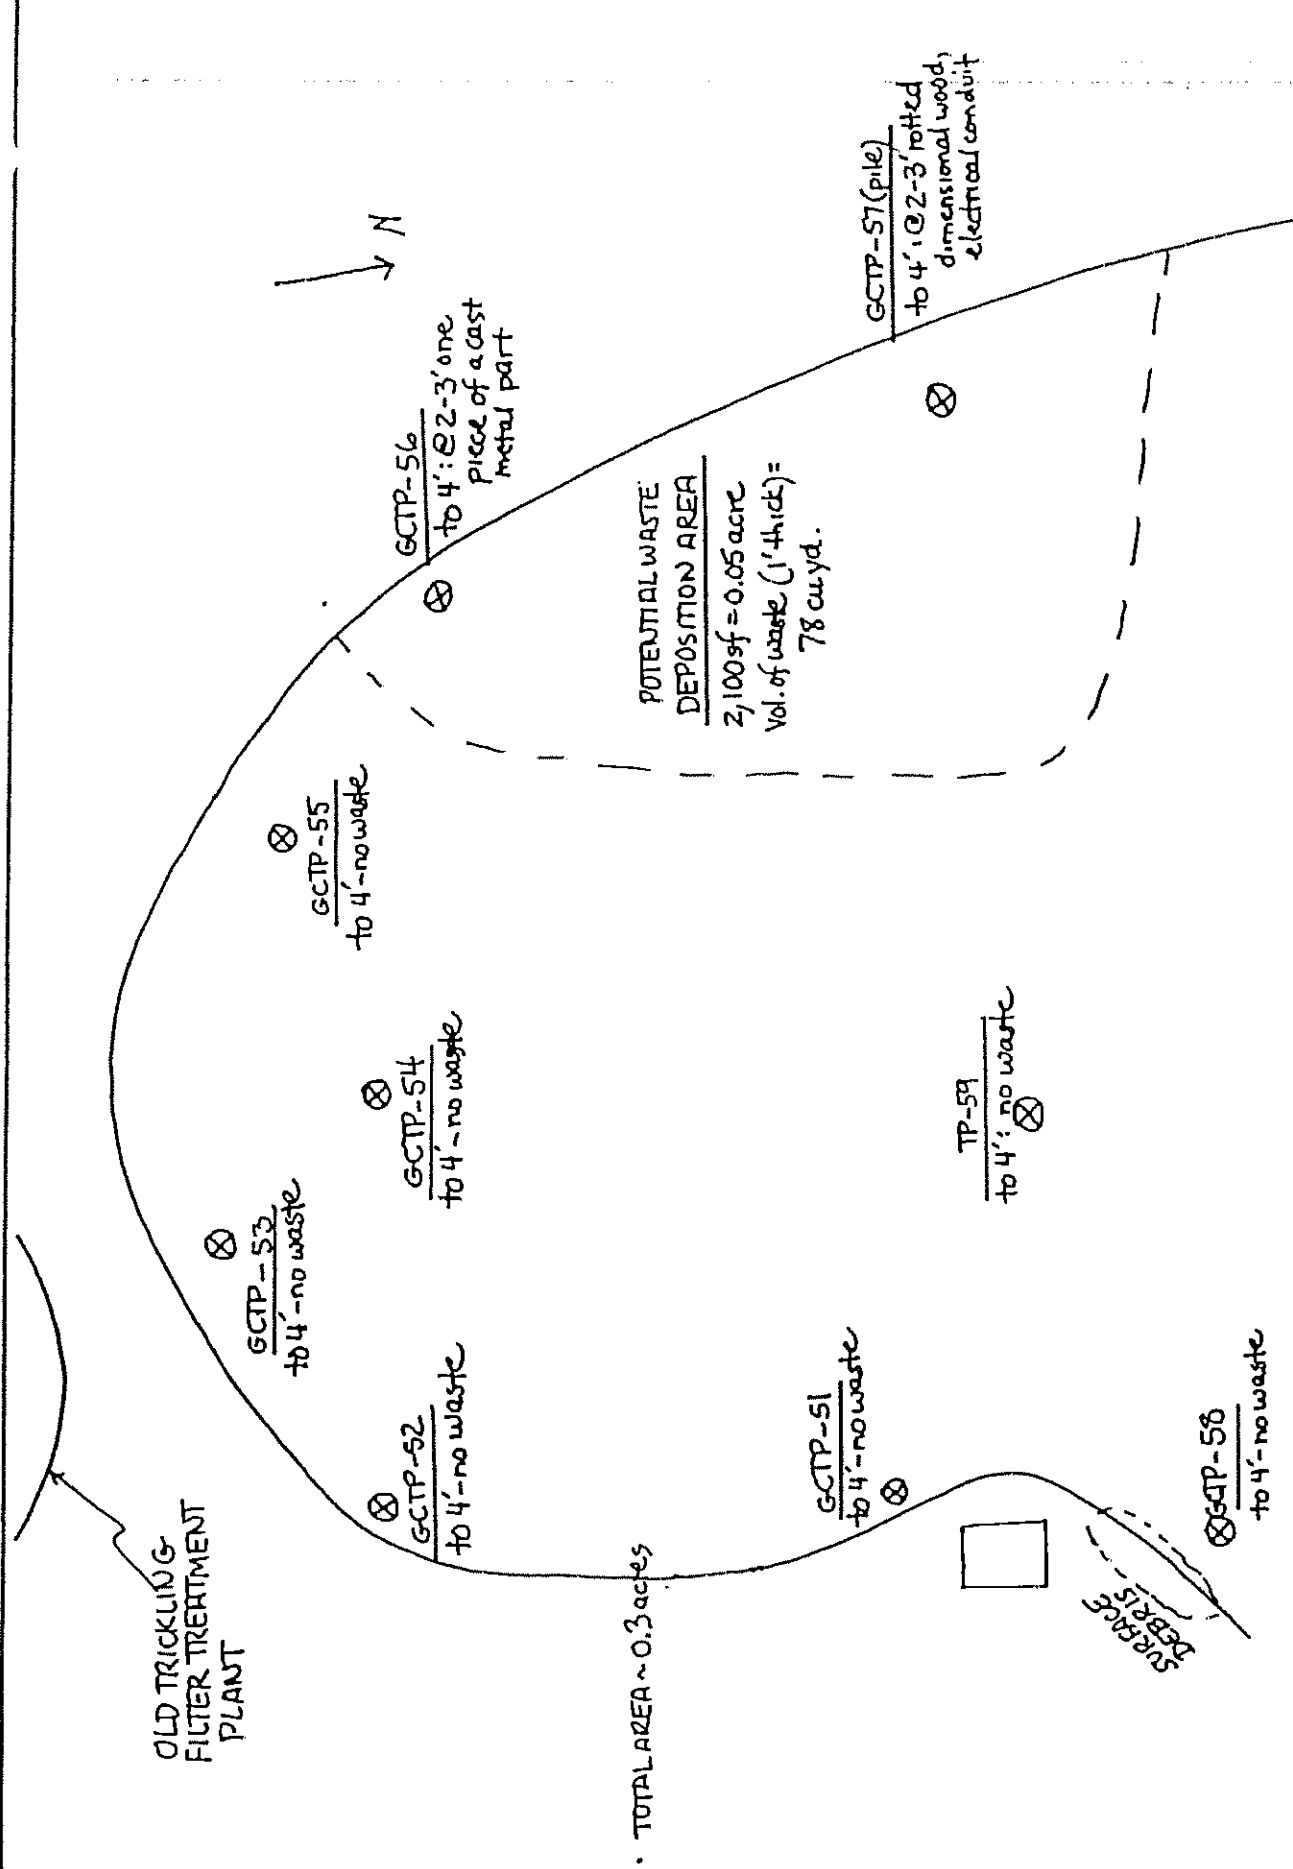 OLD TRICKLING
FILTER TREATMENT
PLANT
N
GCTP-53
to 4'-no waste
GCTP-55
to 4'-no waste
GCTP-52
to 4'-no waste
GCTP-54
to 4'-no waste
GCTP-56
to 4': @2-3' one
piece of a cast
metal part
• TOTAL AREA ~ 0.3 acres
POTENTIAL WASTE
DEPOSITION AREA
2,100 sf = 0.05 acre
Vol. of waste (1' thick) =
78 cu yd.
GCTP-51
to 4'-no waste
TP-59
to 4': no waste
GCTP-57 (pile)
to 4': @2-3' rotted
dimensional wood,
electrical conduit
SURFACE
DEBRIS
GCTP-58
to 4'-no waste